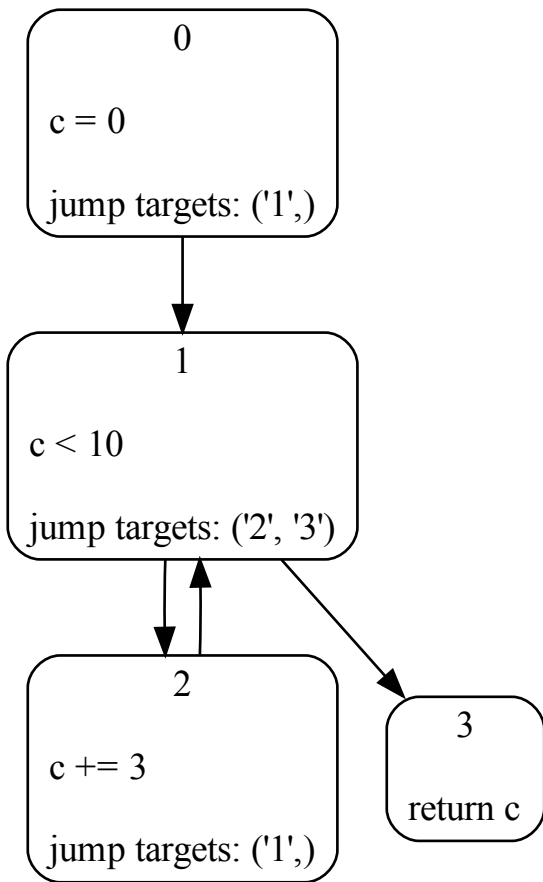 0
c = 0
jump targets: ('1',)
1
c < 10
jump targets: ('2', '3')
2
c += 3
jump targets: ('1',)
3
return c